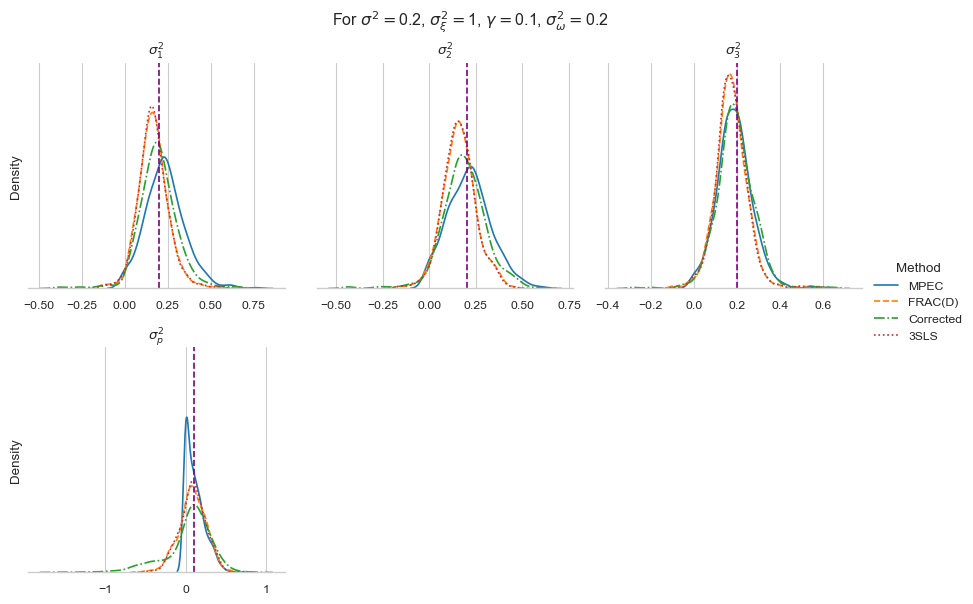 For σ² = 0.2, σ²_ξ = 1, γ = 0.1, σ²_ω = 0.2
σ²_1 σ²_2 σ²_3
Density
−0.50 −0.25 0.00 0.25 0.50 0.75 −0.50 −0.25 0.00 0.25 0.50 0.75 −0.4 −0.2 0.0 0.2 0.4 0.6
Method
MPEC
FRAC(D)
Corrected
3SLS
σ²_p
Density
−1 0 1